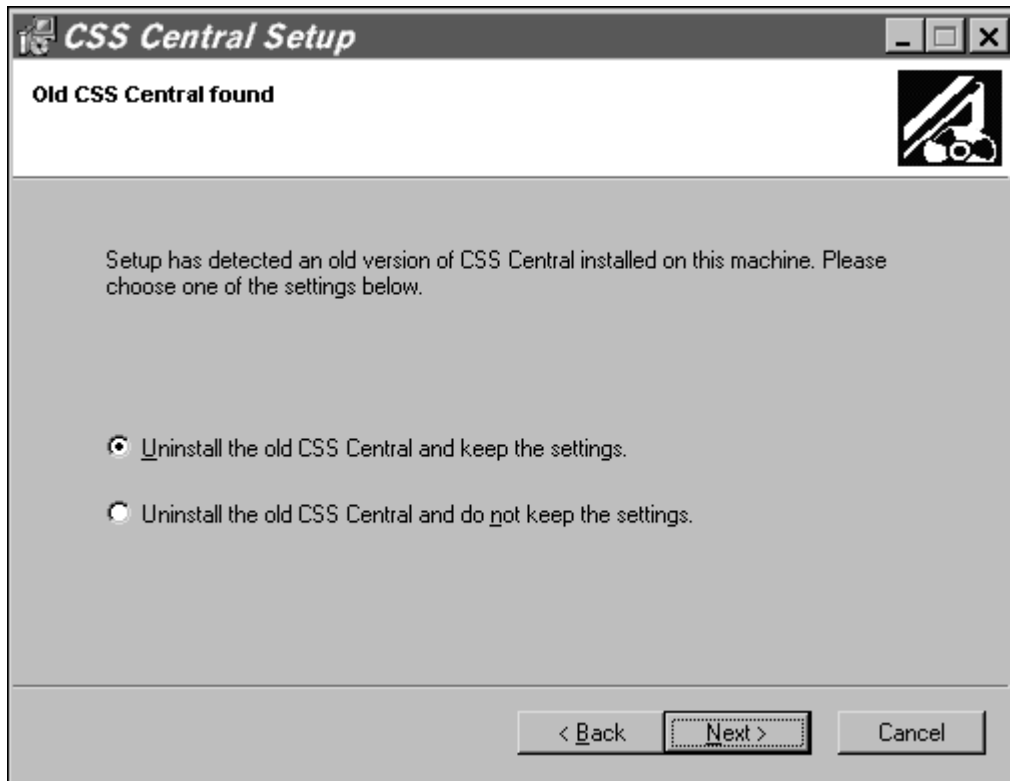 CSS Central Setup
Old CSS Central found
Setup has detected an old version of CSS Central installed on this machine. Please
choose one of the settings below.
Uninstall the old CSS Central and keep the settings.
Uninstall the old CSS Central and do not keep the settings.
< Back
Next >
Cancel